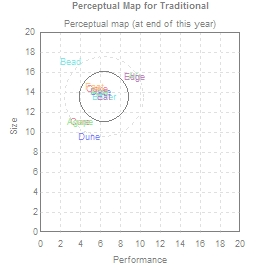 Perceptual Map for Traditional
Perceptual map (at end of this year)
20
18
Bead
16
Edge
14
12
Baker
Eat
10
Dune
8
6
4
2
0
Size
0 2 4 6 8 10 12 14 16 18 20
Performance